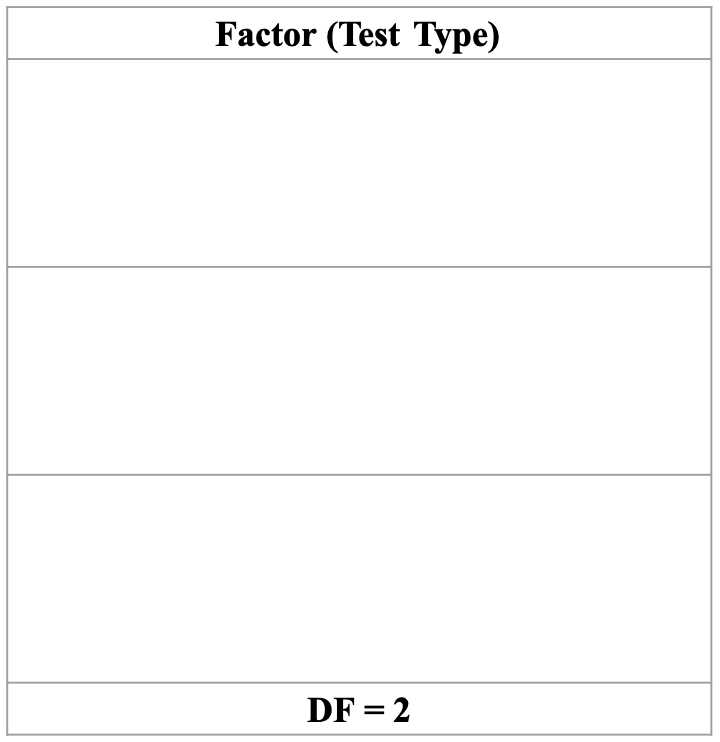 Factor (Test Type)
DF = 2